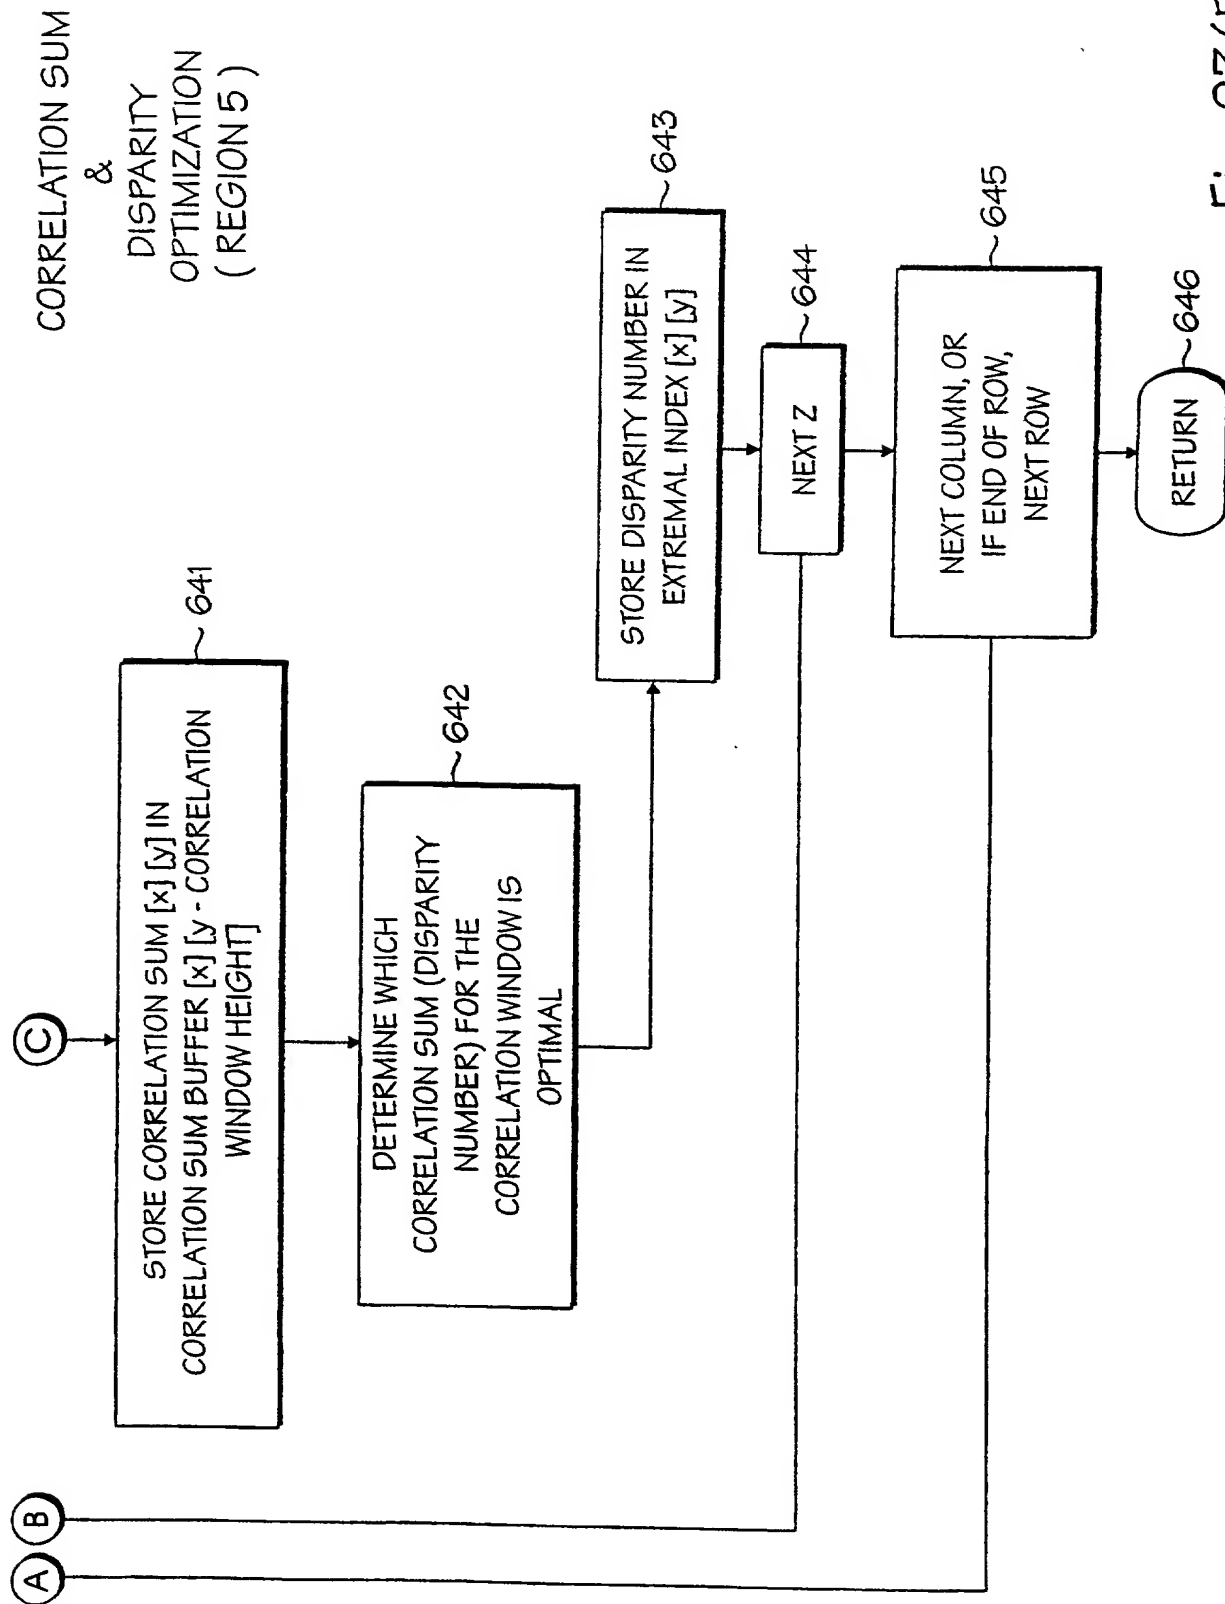 CORRELATION SUM
&
DISPARITY
OPTIMIZATION
( REGION 5 )
A
B
C
STORE CORRELATION SUM [x] [y] IN
CORRELATION SUM BUFFER [x] [y - CORRELATION
WINDOW HEIGHT]
641
DETERMINE WHICH
CORRELATION SUM (DISPARITY
NUMBER) FOR THE
CORRELATION WINDOW IS
OPTIMAL
642
STORE DISPARITY NUMBER IN
EXTREMAL INDEX [x] [y]
643
NEXT Z
644
NEXT COLUMN, OR
IF END OF ROW,
NEXT ROW
645
RETURN
646